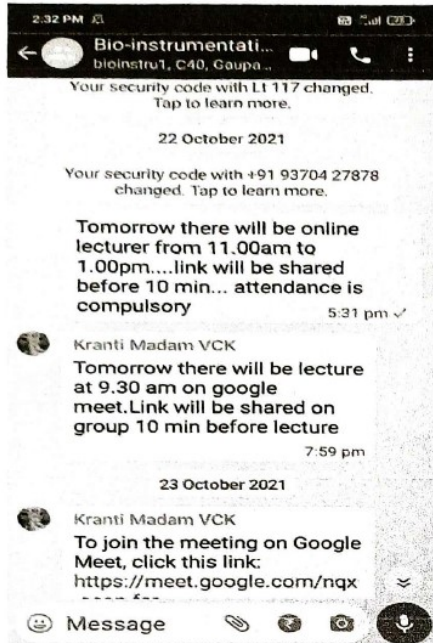 2:32 PM
Bio-instrumentati...
bioinstru1, C40, Gaupa..
Your security code with Lt 117 changed.
Tap to learn more.
22 October 2021
Your security code with +91 93704 27878
changed. Tap to learn more.
Tomorrow there will be online
lecturer from 11.00am to
1.00pm....link will be shared
before 10 min... attendance is
compulsory
5:31 pm
Kranti Madam VCK
Tomorrow there will be lecture
at 9.30 am on google
meet.Link will be shared on
group 10 min before lecture
7:59 pm
23 October 2021
Kranti Madam VCK
To join the meeting on Google
Meet, click this link:
https://meet.google.com/nqx
Message